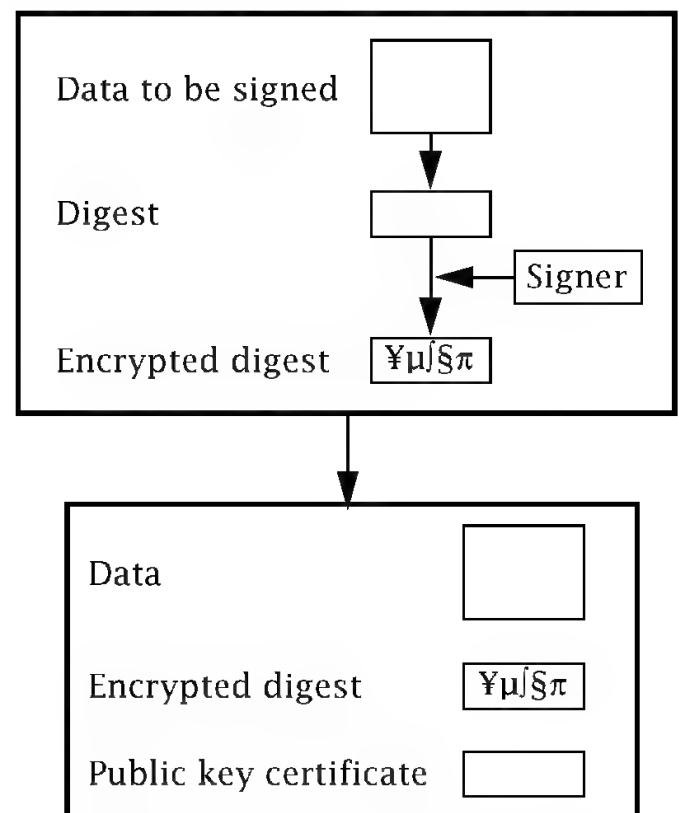 Data to be signed
Digest
Signer
Encrypted digest ¥µ∫§π
Data
Encrypted digest ¥µ∫§π
Public key certificate